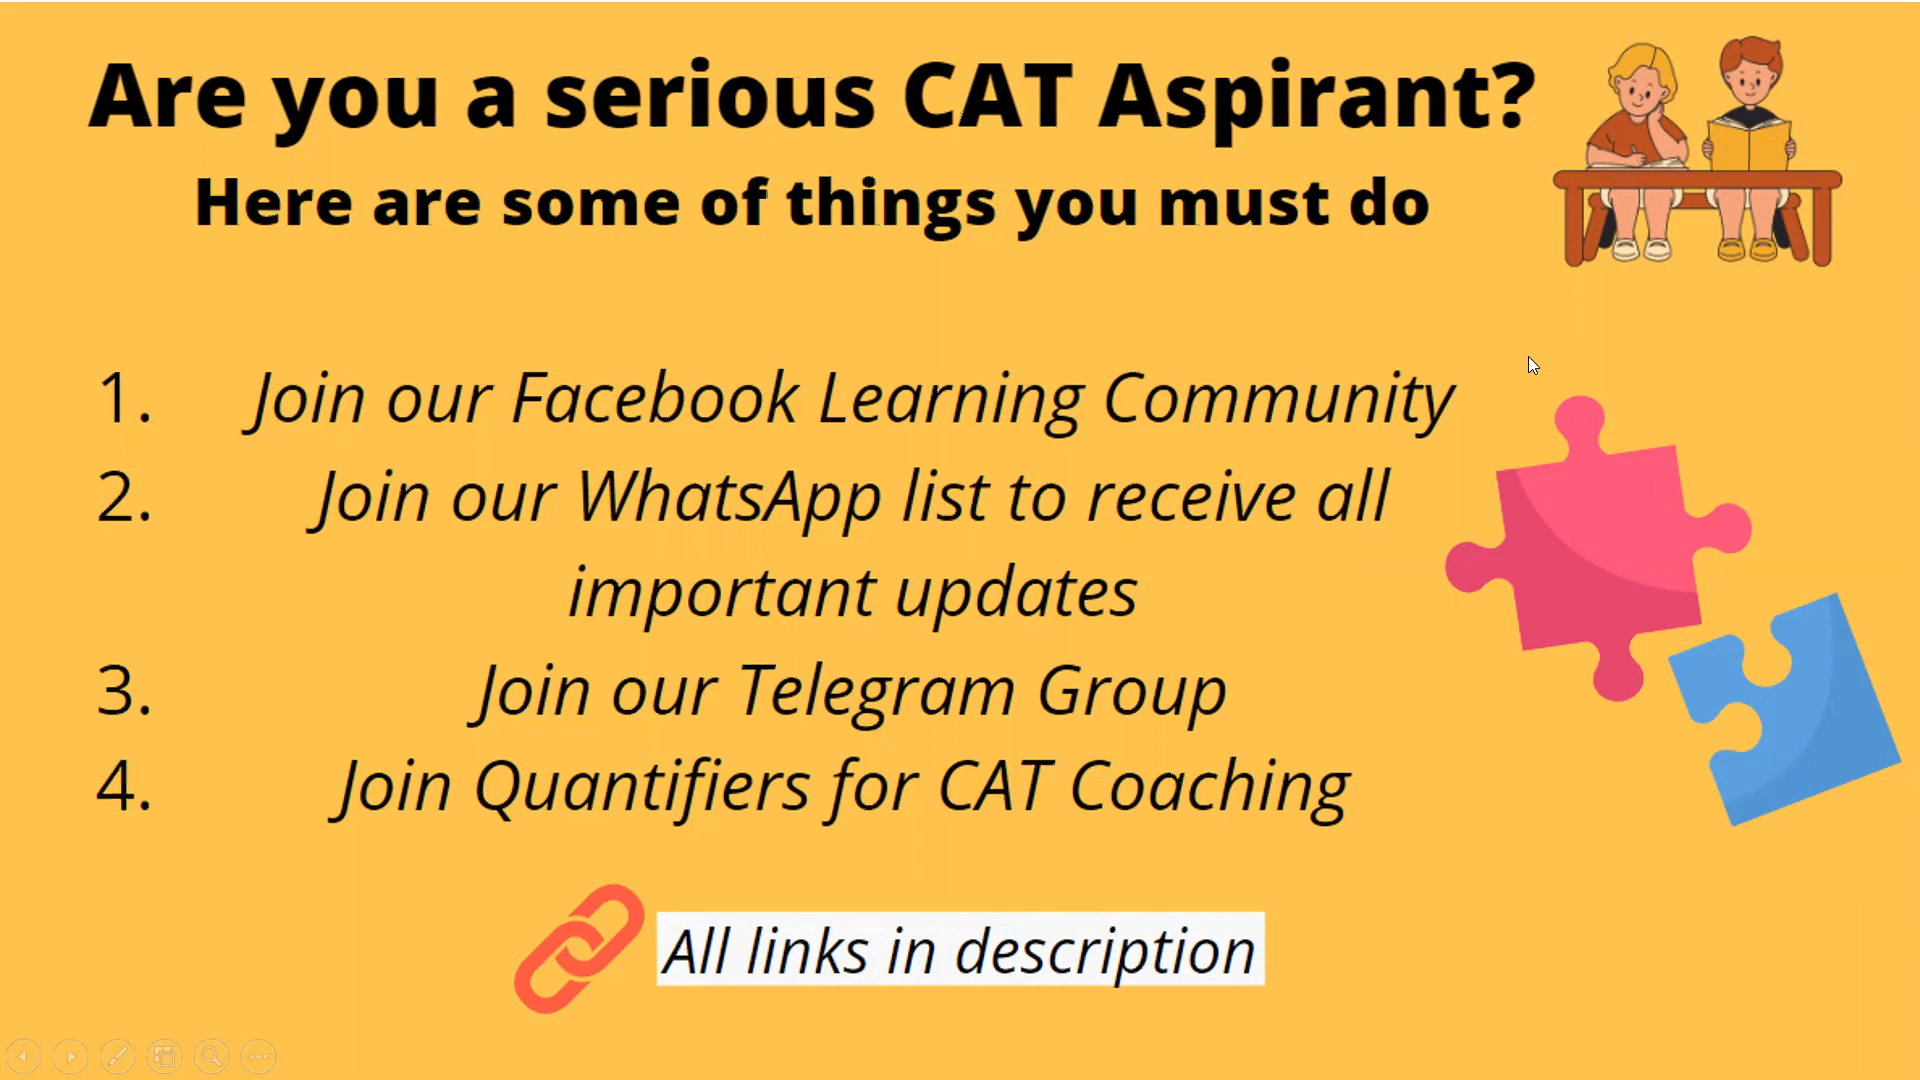 Are you a serious CAT Aspirant?
Here are some of things you must do
1. Join our Facebook Learning Community
2. Join our WhatsApp list to receive all
important updates
3. Join our Telegram Group
4. Join Quantifiers for CAT Coaching
All links in description